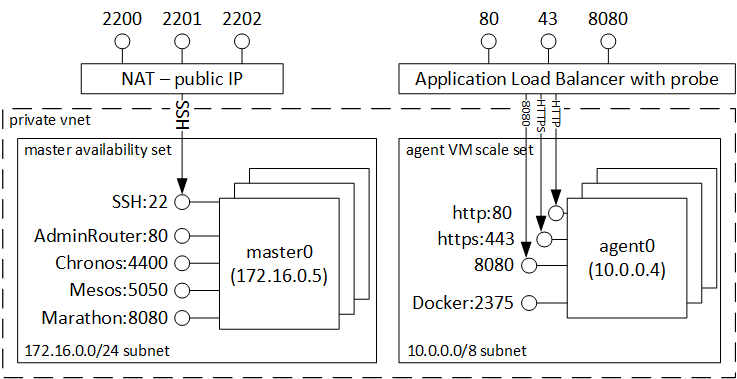 2200 2201 2202
80 43 8080
NAT – public IP
Application Load Balancer with probe
SSH
8080
HTTPS
HTTP
private vnet
master availability set
SSH:22
AdminRouter:80
Chronos:4400
Mesos:5050
Marathon:8080
master0
(172.16.0.5)
172.16.0.0/24 subnet
agent VM scale set
http:80
https:443
8080
Docker:2375
agent0
(10.0.0.4)
10.0.0.0/8 subnet